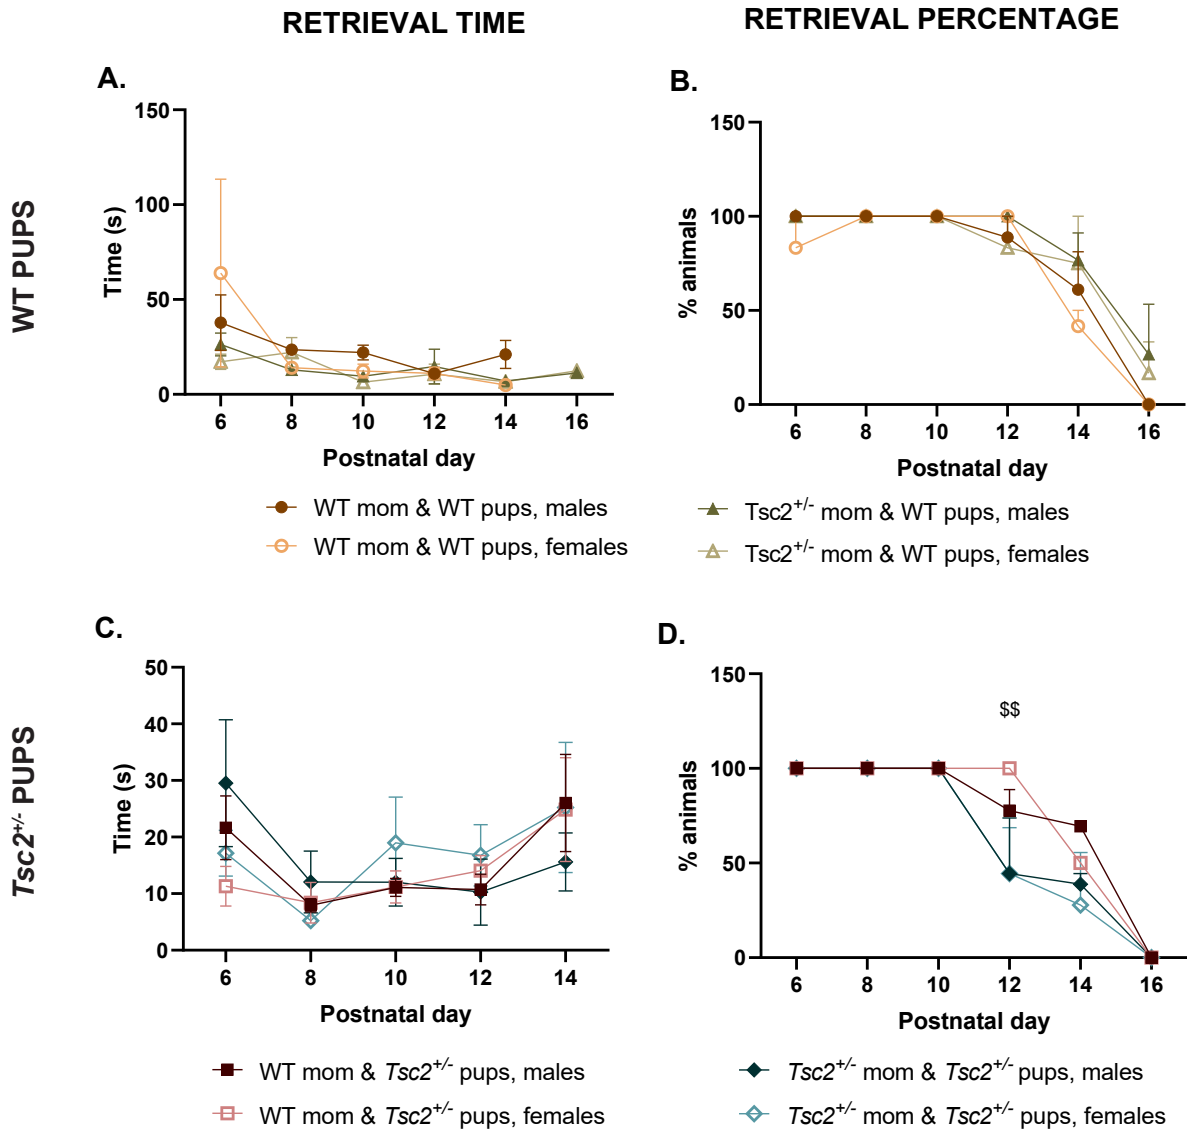 RETRIEVAL TIME
RETRIEVAL PERCENTAGE
WT PUPS
A.
150
100
50
0
Time (s)
6 8 10 12 14 16
Postnatal day
B.
150
100
50
0
% animals
6 8 10 12 14 16
Postnatal day
WT mom & WT pups, males
WT mom & WT pups, females
Tsc2+/- mom & WT pups, males
Tsc2+/- mom & WT pups, females
Tsc2+/- PUPS
C.
50
40
30
20
10
0
Time (s)
6 8 10 12 14
Postnatal day
D.
150
100
50
0
% animals
$$
6 8 10 12 14 16
Postnatal day
WT mom & Tsc2+/- pups, males
WT mom & Tsc2+/- pups, females
Tsc2+/- mom & Tsc2+/- pups, males
Tsc2+/- mom & Tsc2+/- pups, females